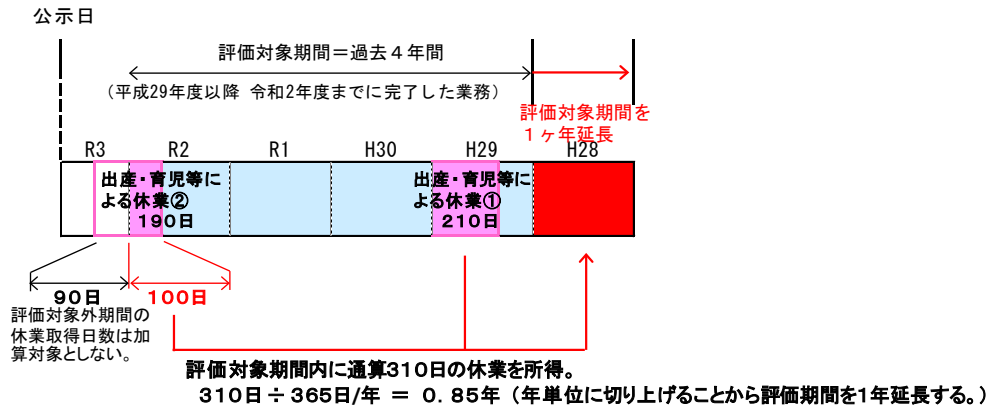 公示日
評価対象期間＝過去４年間
（平成29年度以降 令和2年度までに完了した業務）
評価対象期間を
１ヶ年延長
R3 R2 R1 H30 H29 H28
出産・育児等に
よる休業②
１９０日
出産・育児等に
よる休業①
２１０日
９０日
１００日
評価対象外期間の
休業取得日数は加
算対象としない。
評価対象期間内に通算３１０日の休業を所得。
３１０日÷３６５日/年 ＝ ０．８５年（年単位に切り上げることから評価期間を１年延長する。）